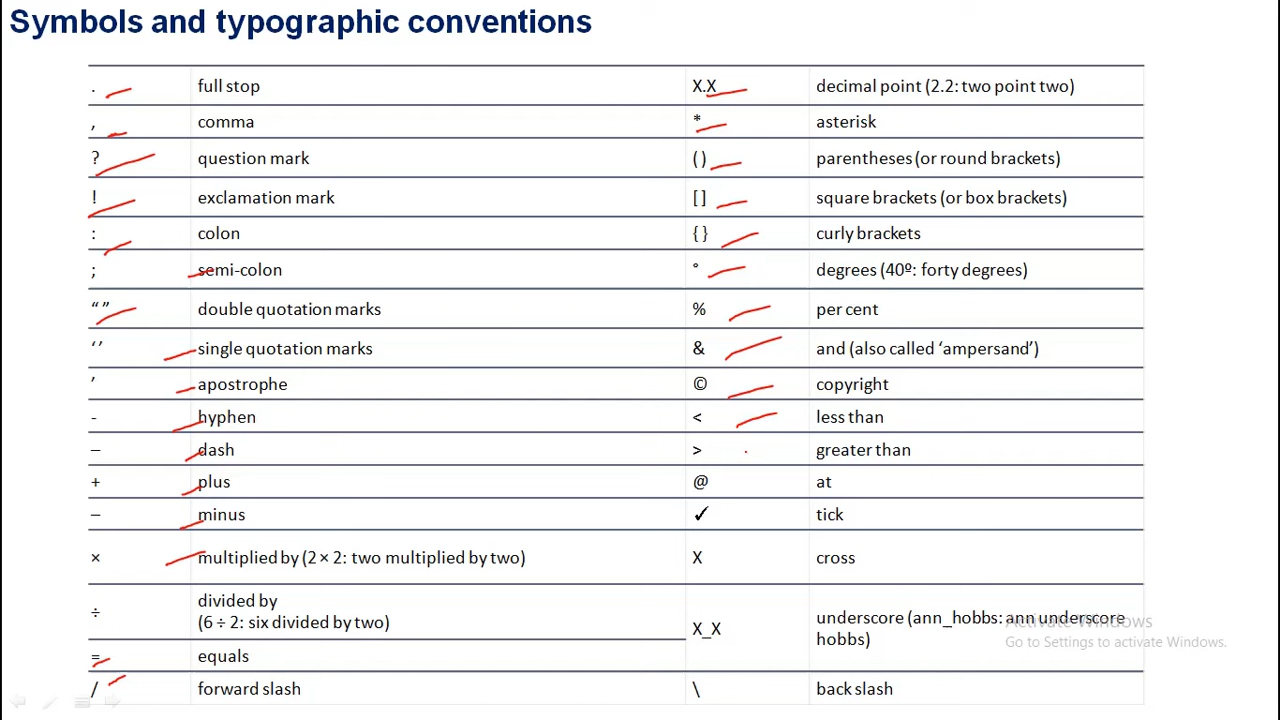 Symbols and typographic conventions
. full stop X.X decimal point (2.2: two point two)
, comma * asterisk
? question mark ( ) parentheses (or round brackets)
! exclamation mark [ ] square brackets (or box brackets)
: colon { } curly brackets
; semi-colon ° degrees (40º: forty degrees)
“ ” double quotation marks % per cent
‘ ’ single quotation marks & and (also called ‘ampersand’)
’ apostrophe © copyright
- hyphen < less than
– dash > greater than
+ plus @ at
– minus ✓ tick
× multiplied by (2 × 2: two multiplied by two) X cross
÷ divided by
(6 ÷ 2: six divided by two)
X_X underscore (ann_hobbs: ann underscore
hobbs)
= equals
/ forward slash \ back slash
Activate Windows
Go to Settings to activate Windows.